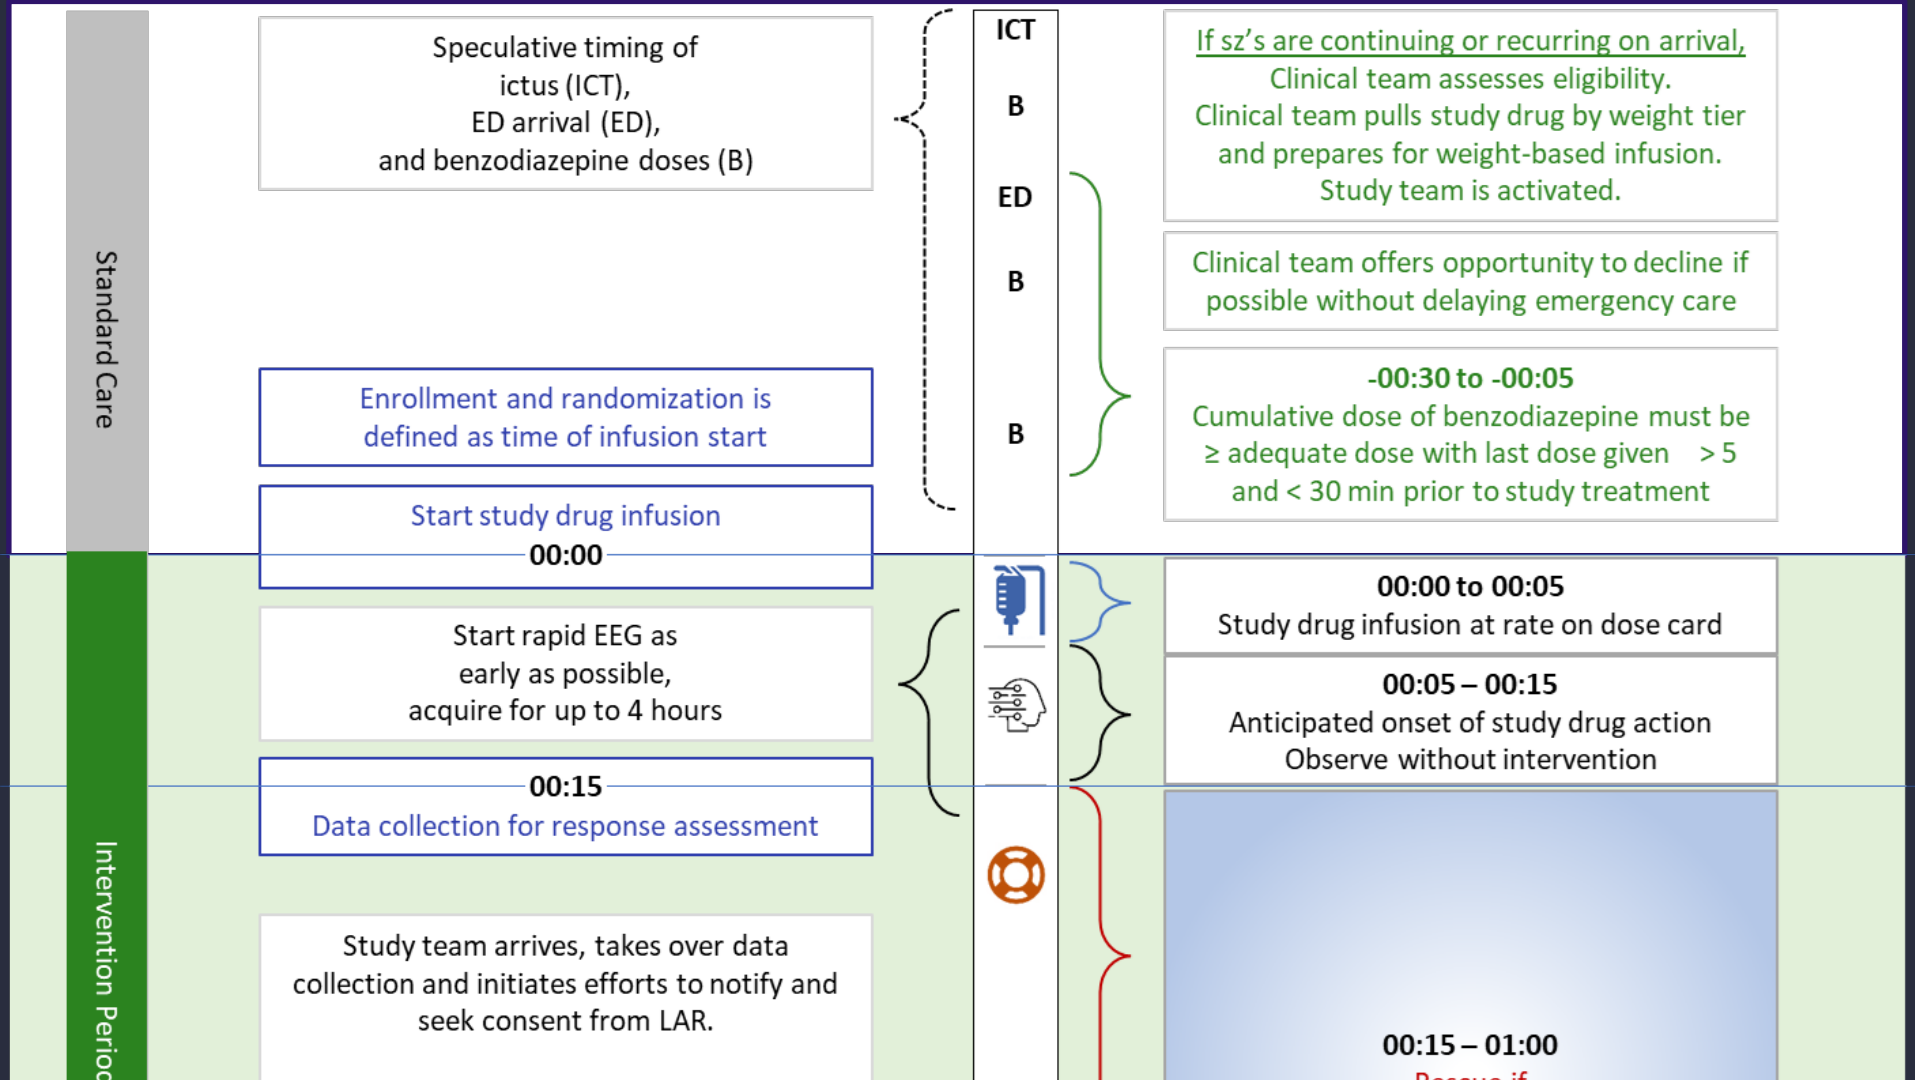 Standard Care
Speculative timing of
ictus (ICT),
ED arrival (ED),
and benzodiazepine doses (B)
ICT
B
ED
B
B
If sz’s are continuing or recurring on arrival,
Clinical team assesses eligibility.
Clinical team pulls study drug by weight tier
and prepares for weight-based infusion.
Study team is activated.
Clinical team offers opportunity to decline if
possible without delaying emergency care
-00:30 to -00:05
Cumulative dose of benzodiazepine must be
≥ adequate dose with last dose given > 5
and < 30 min prior to study treatment
Enrollment and randomization is
defined as time of infusion start
Start study drug infusion
00:00
Intervention Period
Start rapid EEG as
early as possible,
acquire for up to 4 hours
00:00 to 00:05
Study drug infusion at rate on dose card
00:05 – 00:15
Anticipated onset of study drug action
Observe without intervention
00:15
Data collection for response assessment
Study team arrives, takes over data
collection and initiates efforts to notify and
seek consent from LAR.
00:15 – 01:00
Rescue if